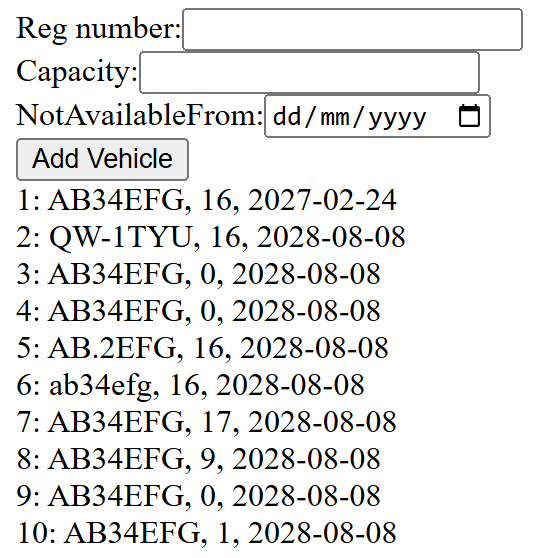 Reg number:
Capacity:
NotAvailableFrom: dd/mm/yyyy
Add Vehicle
1: AB34EFG, 16, 2027-02-24
2: QW-1TYU, 16, 2028-08-08
3: AB34EFG, 0, 2028-08-08
4: AB34EFG, 0, 2028-08-08
5: AB.2EFG, 16, 2028-08-08
6: ab34efg, 16, 2028-08-08
7: AB34EFG, 17, 2028-08-08
8: AB34EFG, 9, 2028-08-08
9: AB34EFG, 0, 2028-08-08
10: AB34EFG, 1, 2028-08-08